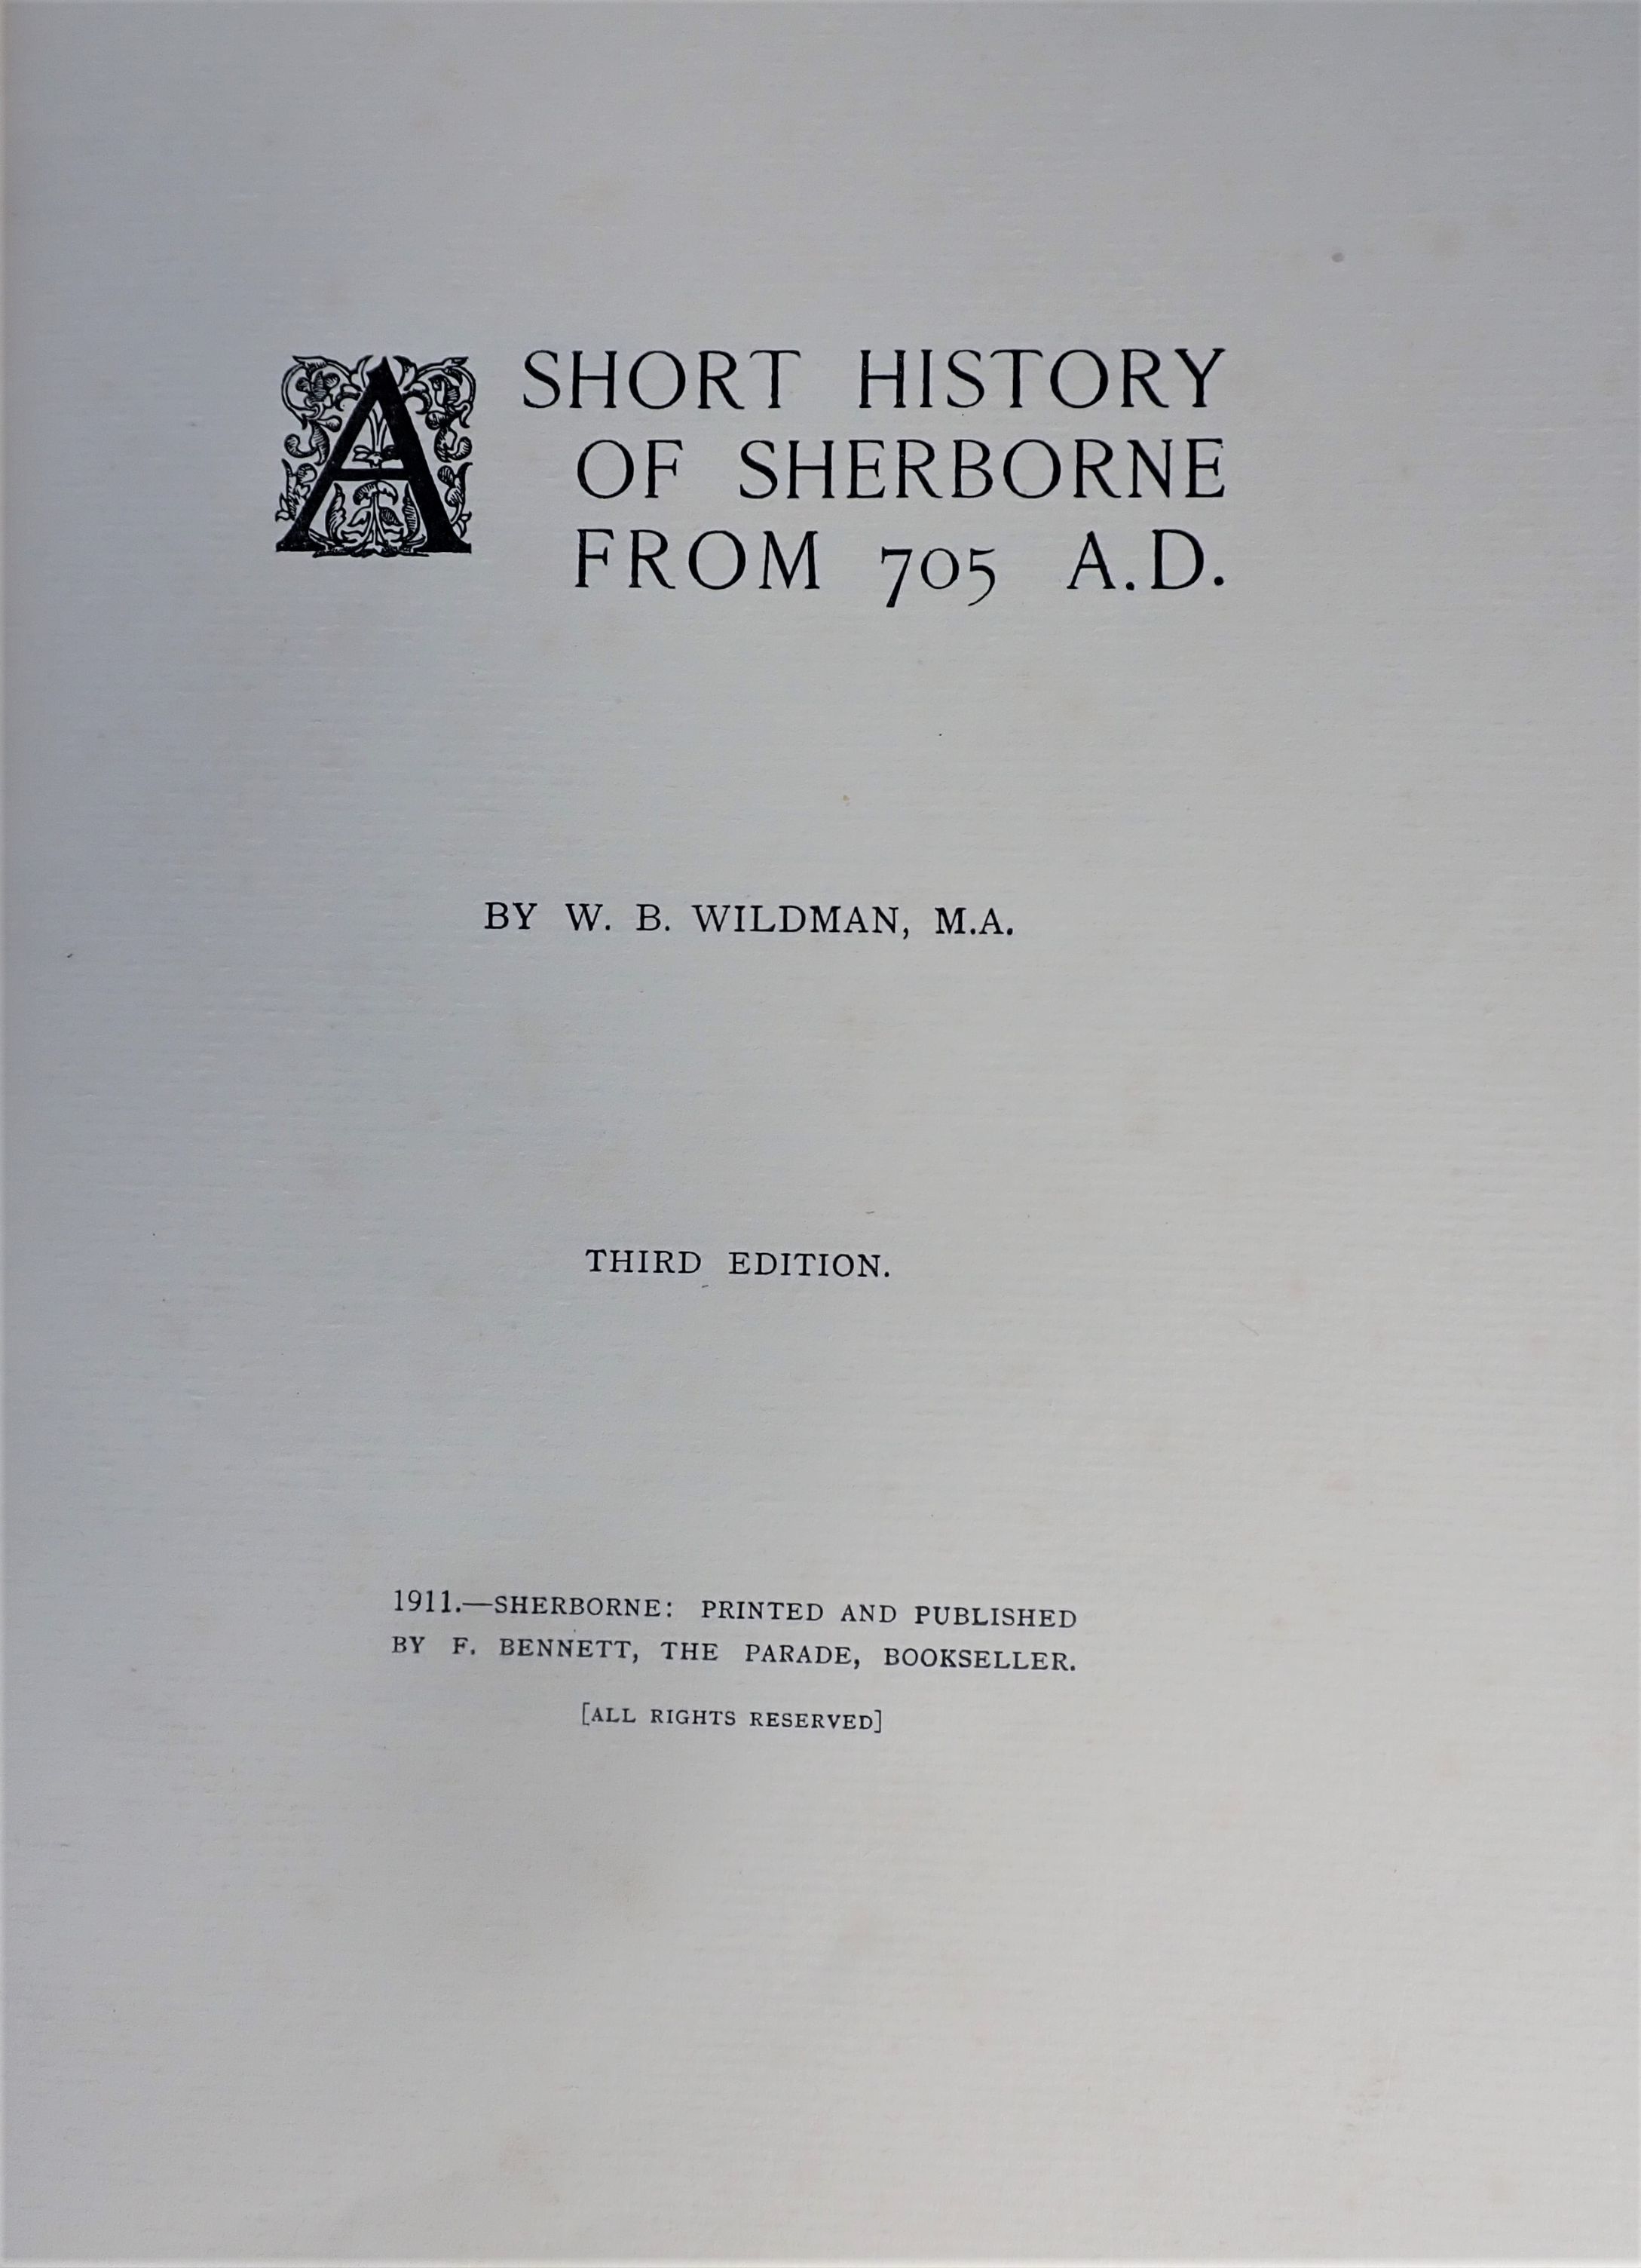 A SHORT HISTORY
OF SHERBORNE
FROM 705 A.D.
BY W. B. WILDMAN, M.A.
THIRD EDITION.
1911.—SHERBORNE: PRINTED AND PUBLISHED
BY F. BENNETT, THE PARADE, BOOKSELLER.
[ALL RIGHTS RESERVED]